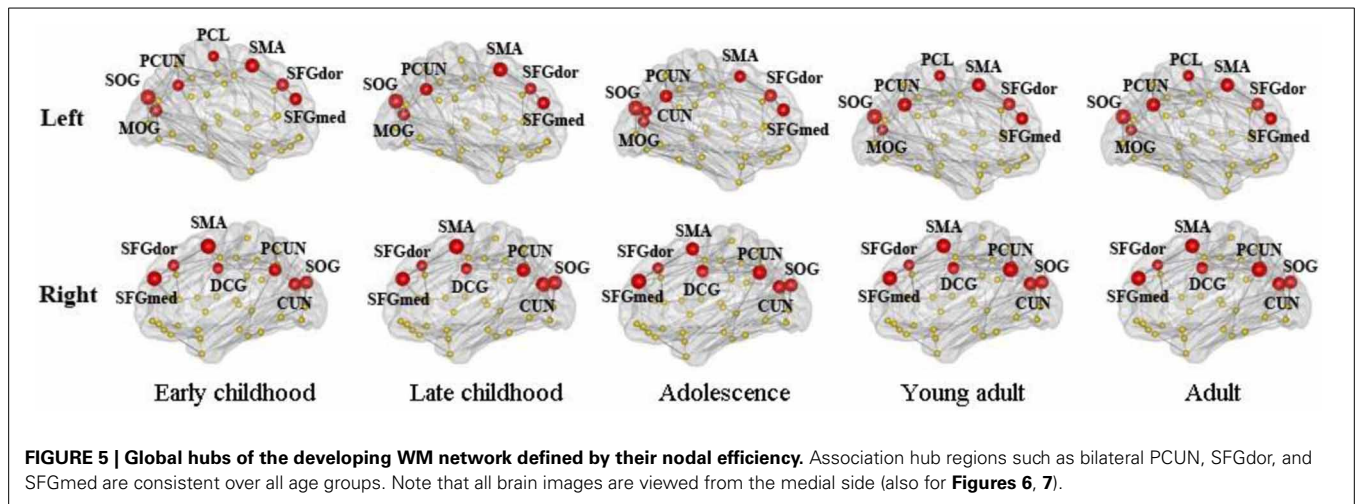 PCL SMA
PCUN SFGdor
SOG
Left
MOG SFGmed
SMA
PCUN SFGdor
SOG
MOG SFGmed
SMA
PCUN SFGdor
SOG CUN
MOG SFGmed
PCL SMA
PCUN SFGdor
SOG
MOG SFGmed
PCL SMA
PCUN SFGdor
SOG
MOG SFGmed
SMA
SFGdor PCUN
SOG
Right
SFGmed DCG CUN
SMA
SFGdor PCUN
SOG
SFGmed DCG CUN
SMA
SFGdor PCUN
SOG
SFGmed DCG CUN
SMA
SFGdor PCUN
SOG
SFGmed DCG CUN
SMA
SFGdor PCUN
SOG
SFGmed DCG CUN
Early childhood Late childhood Adolescence Young adult Adult
FIGURE 5 | Global hubs of the developing WM network defined by their nodal efficiency. Association hub regions such as bilateral PCUN, SFGdor, and
SFGmed are consistent over all age groups. Note that all brain images are viewed from the medial side (also for Figures 6, 7).